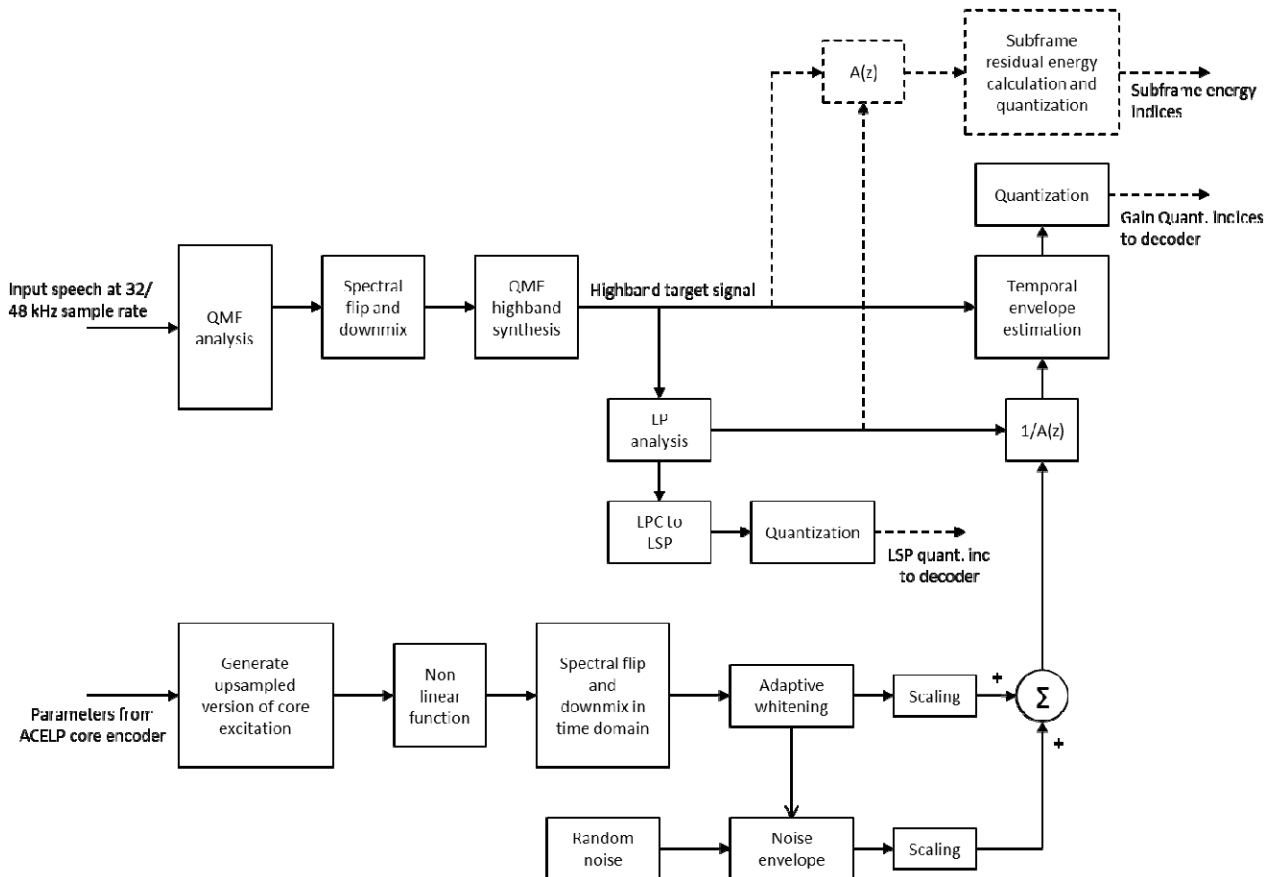 Subframe
residual energy
calculation and
quantization
A(z)
Subframe energy
indices
Quantization
Gain Quant. indices
to decoder
Input speech at 32/
48 kHz sample rate
QMF
analysis
Spectral
flip and
downmix
QMF
highband
synthesis
Highband target signal
Temporal
envelope
estimation
LP
analysis
1/A(z)
LPC to
LSP
Quantization
LSP quant. inc
to decoder
Parameters from
ACELP core encoder
Generate
upsampled
version of core
excitation
Non
linear
function
Spectral flip
and
downmix in
time domain
Adaptive
whitening
Scaling
+
Σ
+
Random
noise
Noise
envelope
Scaling